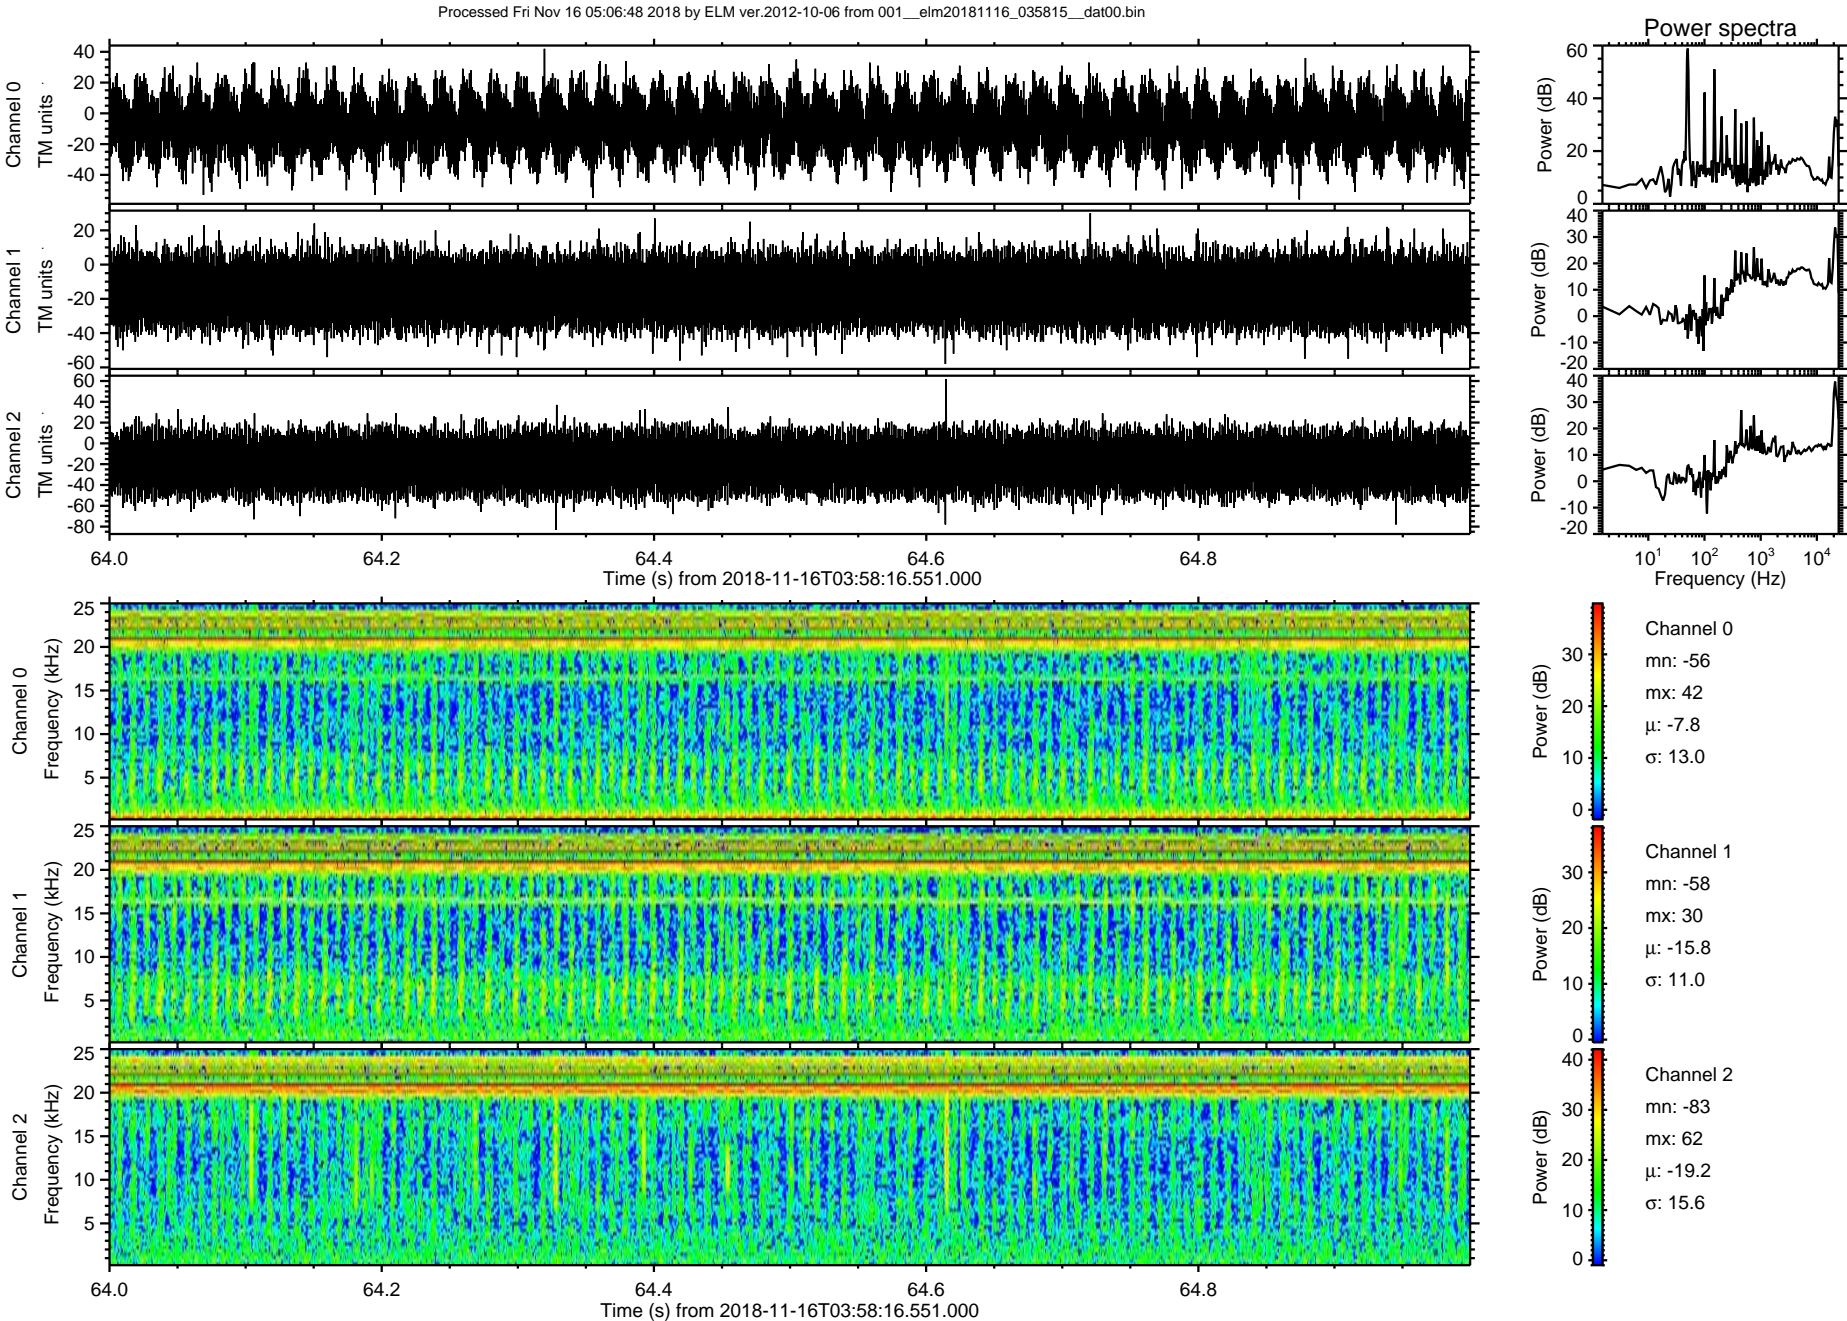 Processed Fri Nov 16 05:06:48 2018 by ELM ver.2012-10-06 from 001__elm20181116_035815__dat00.bin
Power spectra
Channel 0
TM units
40
20
0
-20
-40
Power (dB)
60
40
20
0
Channel 1
TM units
20
0
-20
-40
-60
Power (dB)
40
30
20
10
0
-10
-20
Channel 2
TM units
60
40
20
0
-20
-40
-60
-80
Power (dB)
40
30
20
10
0
-10
-20
64.0 64.2 64.4 64.6 64.8
Time (s) from 2018-11-16T03:58:16.551.000
10¹ 10² 10³ 10⁴
Frequency (Hz)
Channel 0
Frequency (kHz)
25
20
15
10
5
Power (dB)
30
20
10
0
Channel 0
mn: -56
mx: 42
μ: -7.8
σ: 13.0
Channel 1
Frequency (kHz)
25
20
15
10
5
Power (dB)
30
20
10
0
Channel 1
mn: -58
mx: 30
μ: -15.8
σ: 11.0
Channel 2
Frequency (kHz)
25
20
15
10
5
Power (dB)
40
30
20
10
0
Channel 2
mn: -83
mx: 62
μ: -19.2
σ: 15.6
64.0 64.2 64.4 64.6 64.8
Time (s) from 2018-11-16T03:58:16.551.000